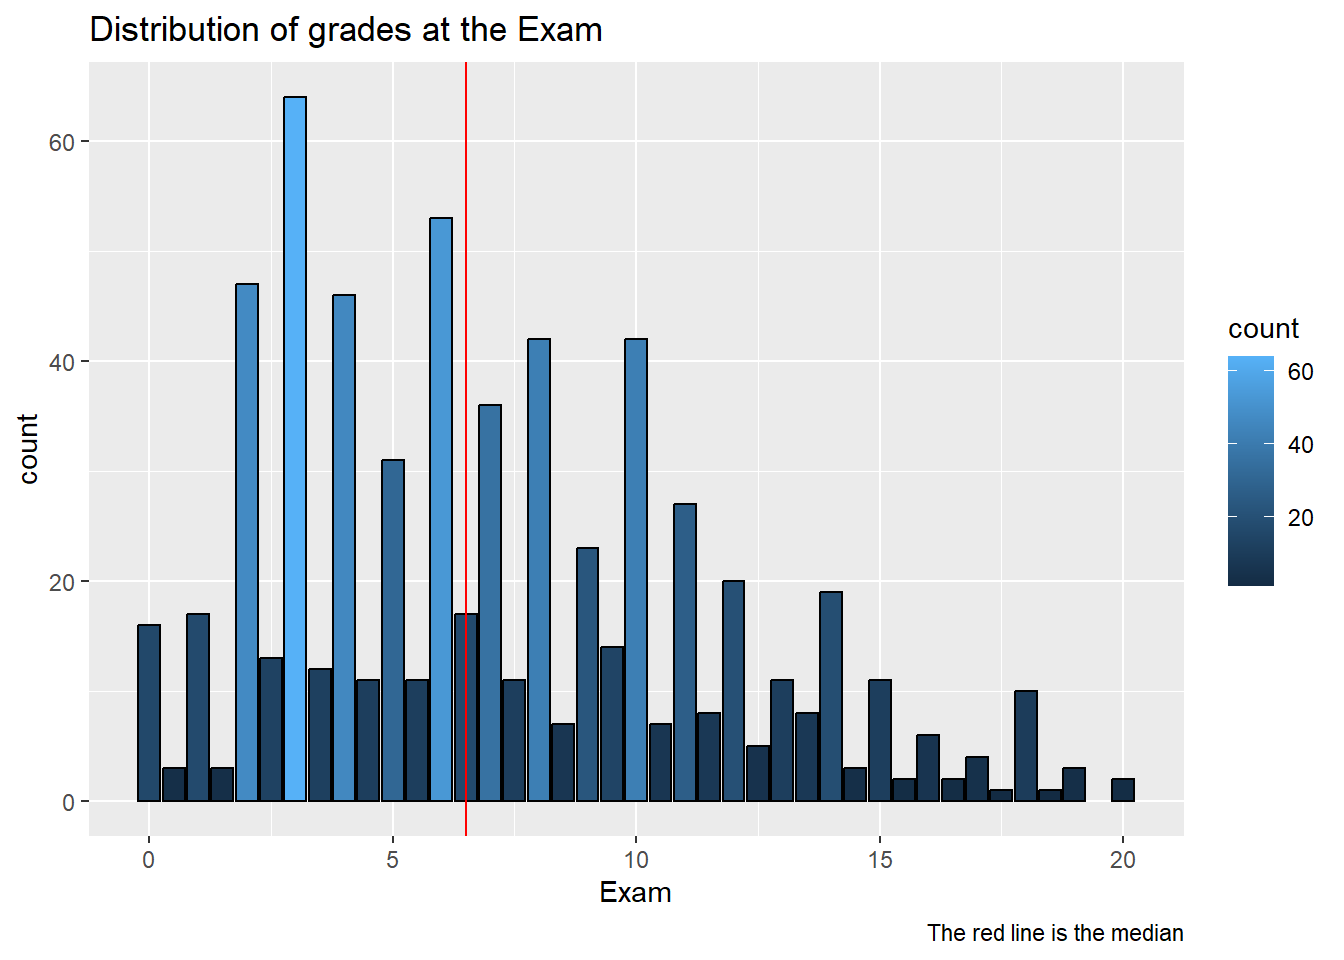 Distribution of grades at the Exam
60
40
20
0
count
0 5 10 15 20
Exam
count
60
40
20
The red line is the median